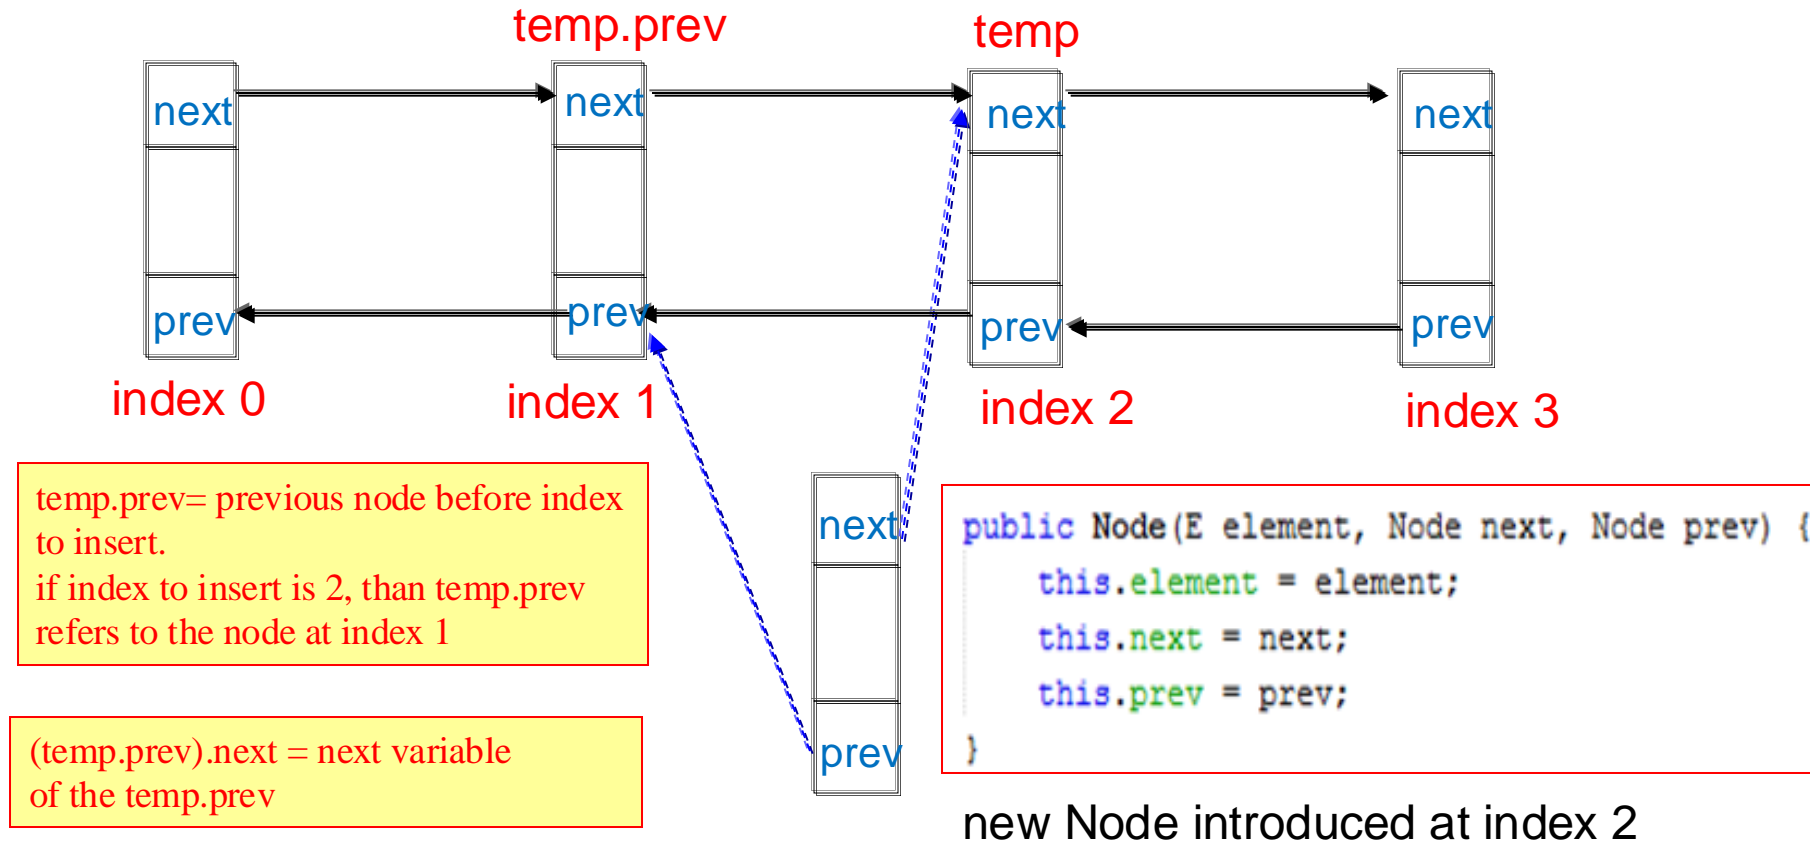 temp.prev
temp
next
next
next
next
prev
prev
prev
prev
index 0
index 1
index 2
index 3
temp.prev= previous node before index
to insert.
if index to insert is 2, than temp.prev
refers to the node at index 1
(temp.prev).next = next variable
of the temp.prev
next
prev
public Node(E element, Node next, Node prev) {
this.element = element;
this.next = next;
this.prev = prev;
}
new Node introduced at index 2